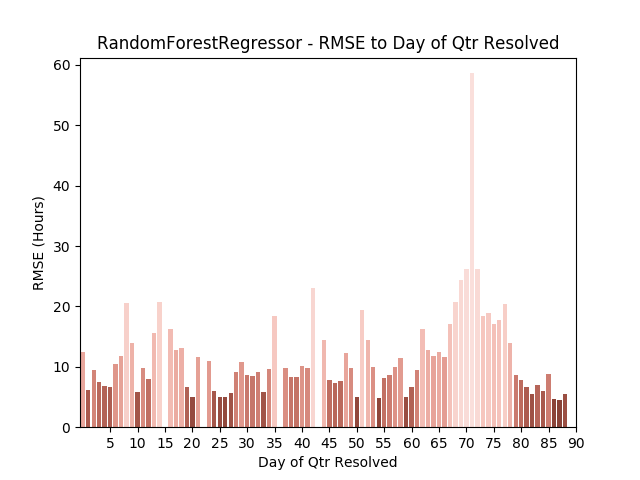 RandomForestRegressor - RMSE to Day of Qtr Resolved
60
50
40
30
20
10
0
RMSE (Hours)
5 10 15 20 25 30 35 40 45 50 55 60 65 70 75 80 85 90
Day of Qtr Resolved